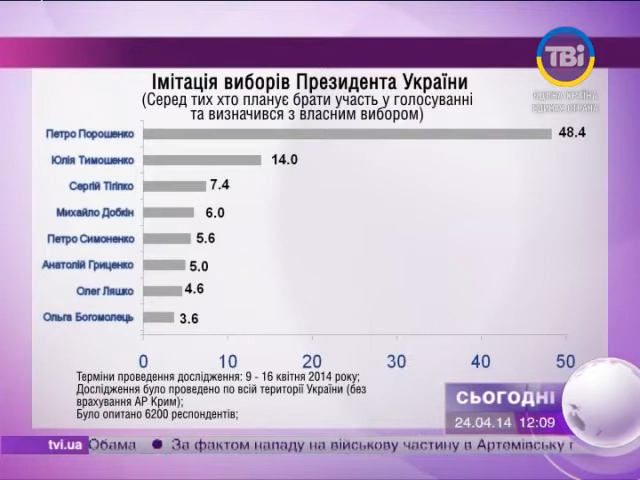 ТВі
ЄДИНА КРАЇНА
ЕДИНАЯ СТРАНА
Імітація виборів Президента України
(Серед тих хто планує брати участь у голосуванні
та визначився з власним вибором)
Петро Порошенко 48.4
Юлія Тимошенко 14.0
Сергій Тігіпко 7.4
Михайло Добкін 6.0
Петро Симоненко 5.6
Анатолій Гриценко 5.0
Олег Ляшко 4.6
Ольга Богомолець 3.6
0 10 20 30 40 50
Терміни проведення дослідження: 9 - 16 квітня 2014 року;
Дослідження було проведено по всій території України (без
врахування АР Крим);
Було опитано 6200 респондентів;
СЬОГОДНІ
24.04.14 12:09
tvi.ua Обама ● За фактом нападу на військову частину в Артемівську